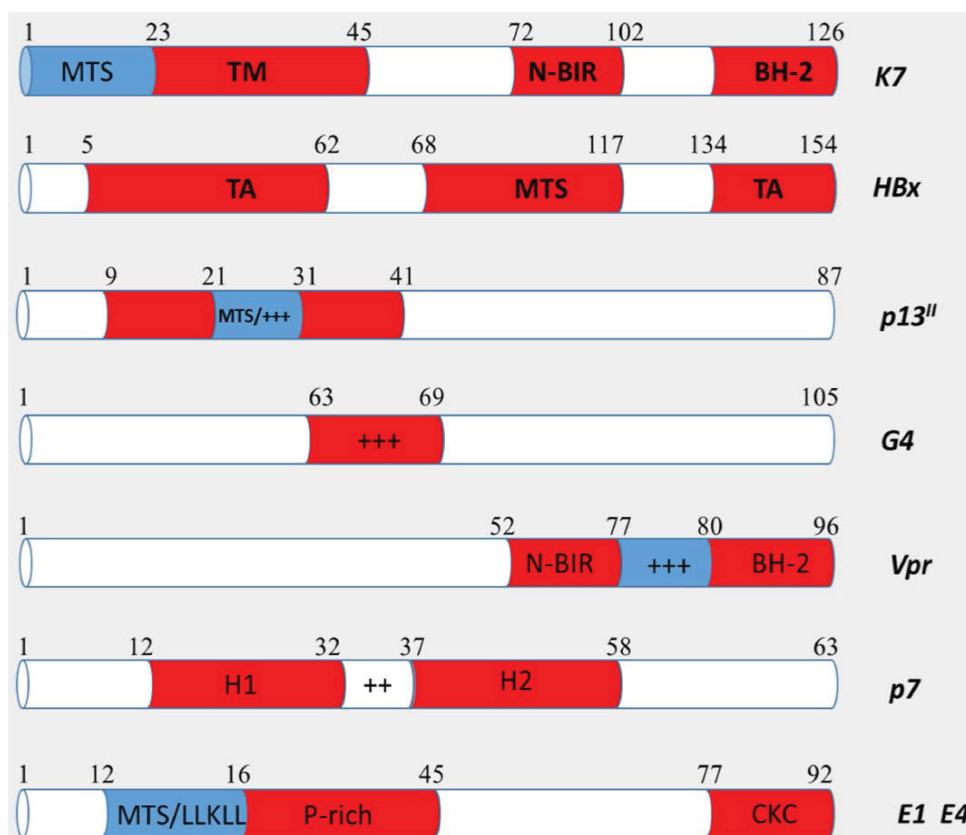 1 23 45 72 102 126
MTS TM N-BIR BH-2 K7
1 5 62 68 117 134 154
TA MTS TA HBx
1 9 21 31 41 87
MTS/+++ p13II
1 63 69 105
+++ G4
1 52 77 80 96
N-BIR +++ BH-2 Vpr
1 12 32 37 58 63
H1 ++ H2 p7
1 12 16 45 77 92
MTS/LLKLL P-rich CKC E1 E4